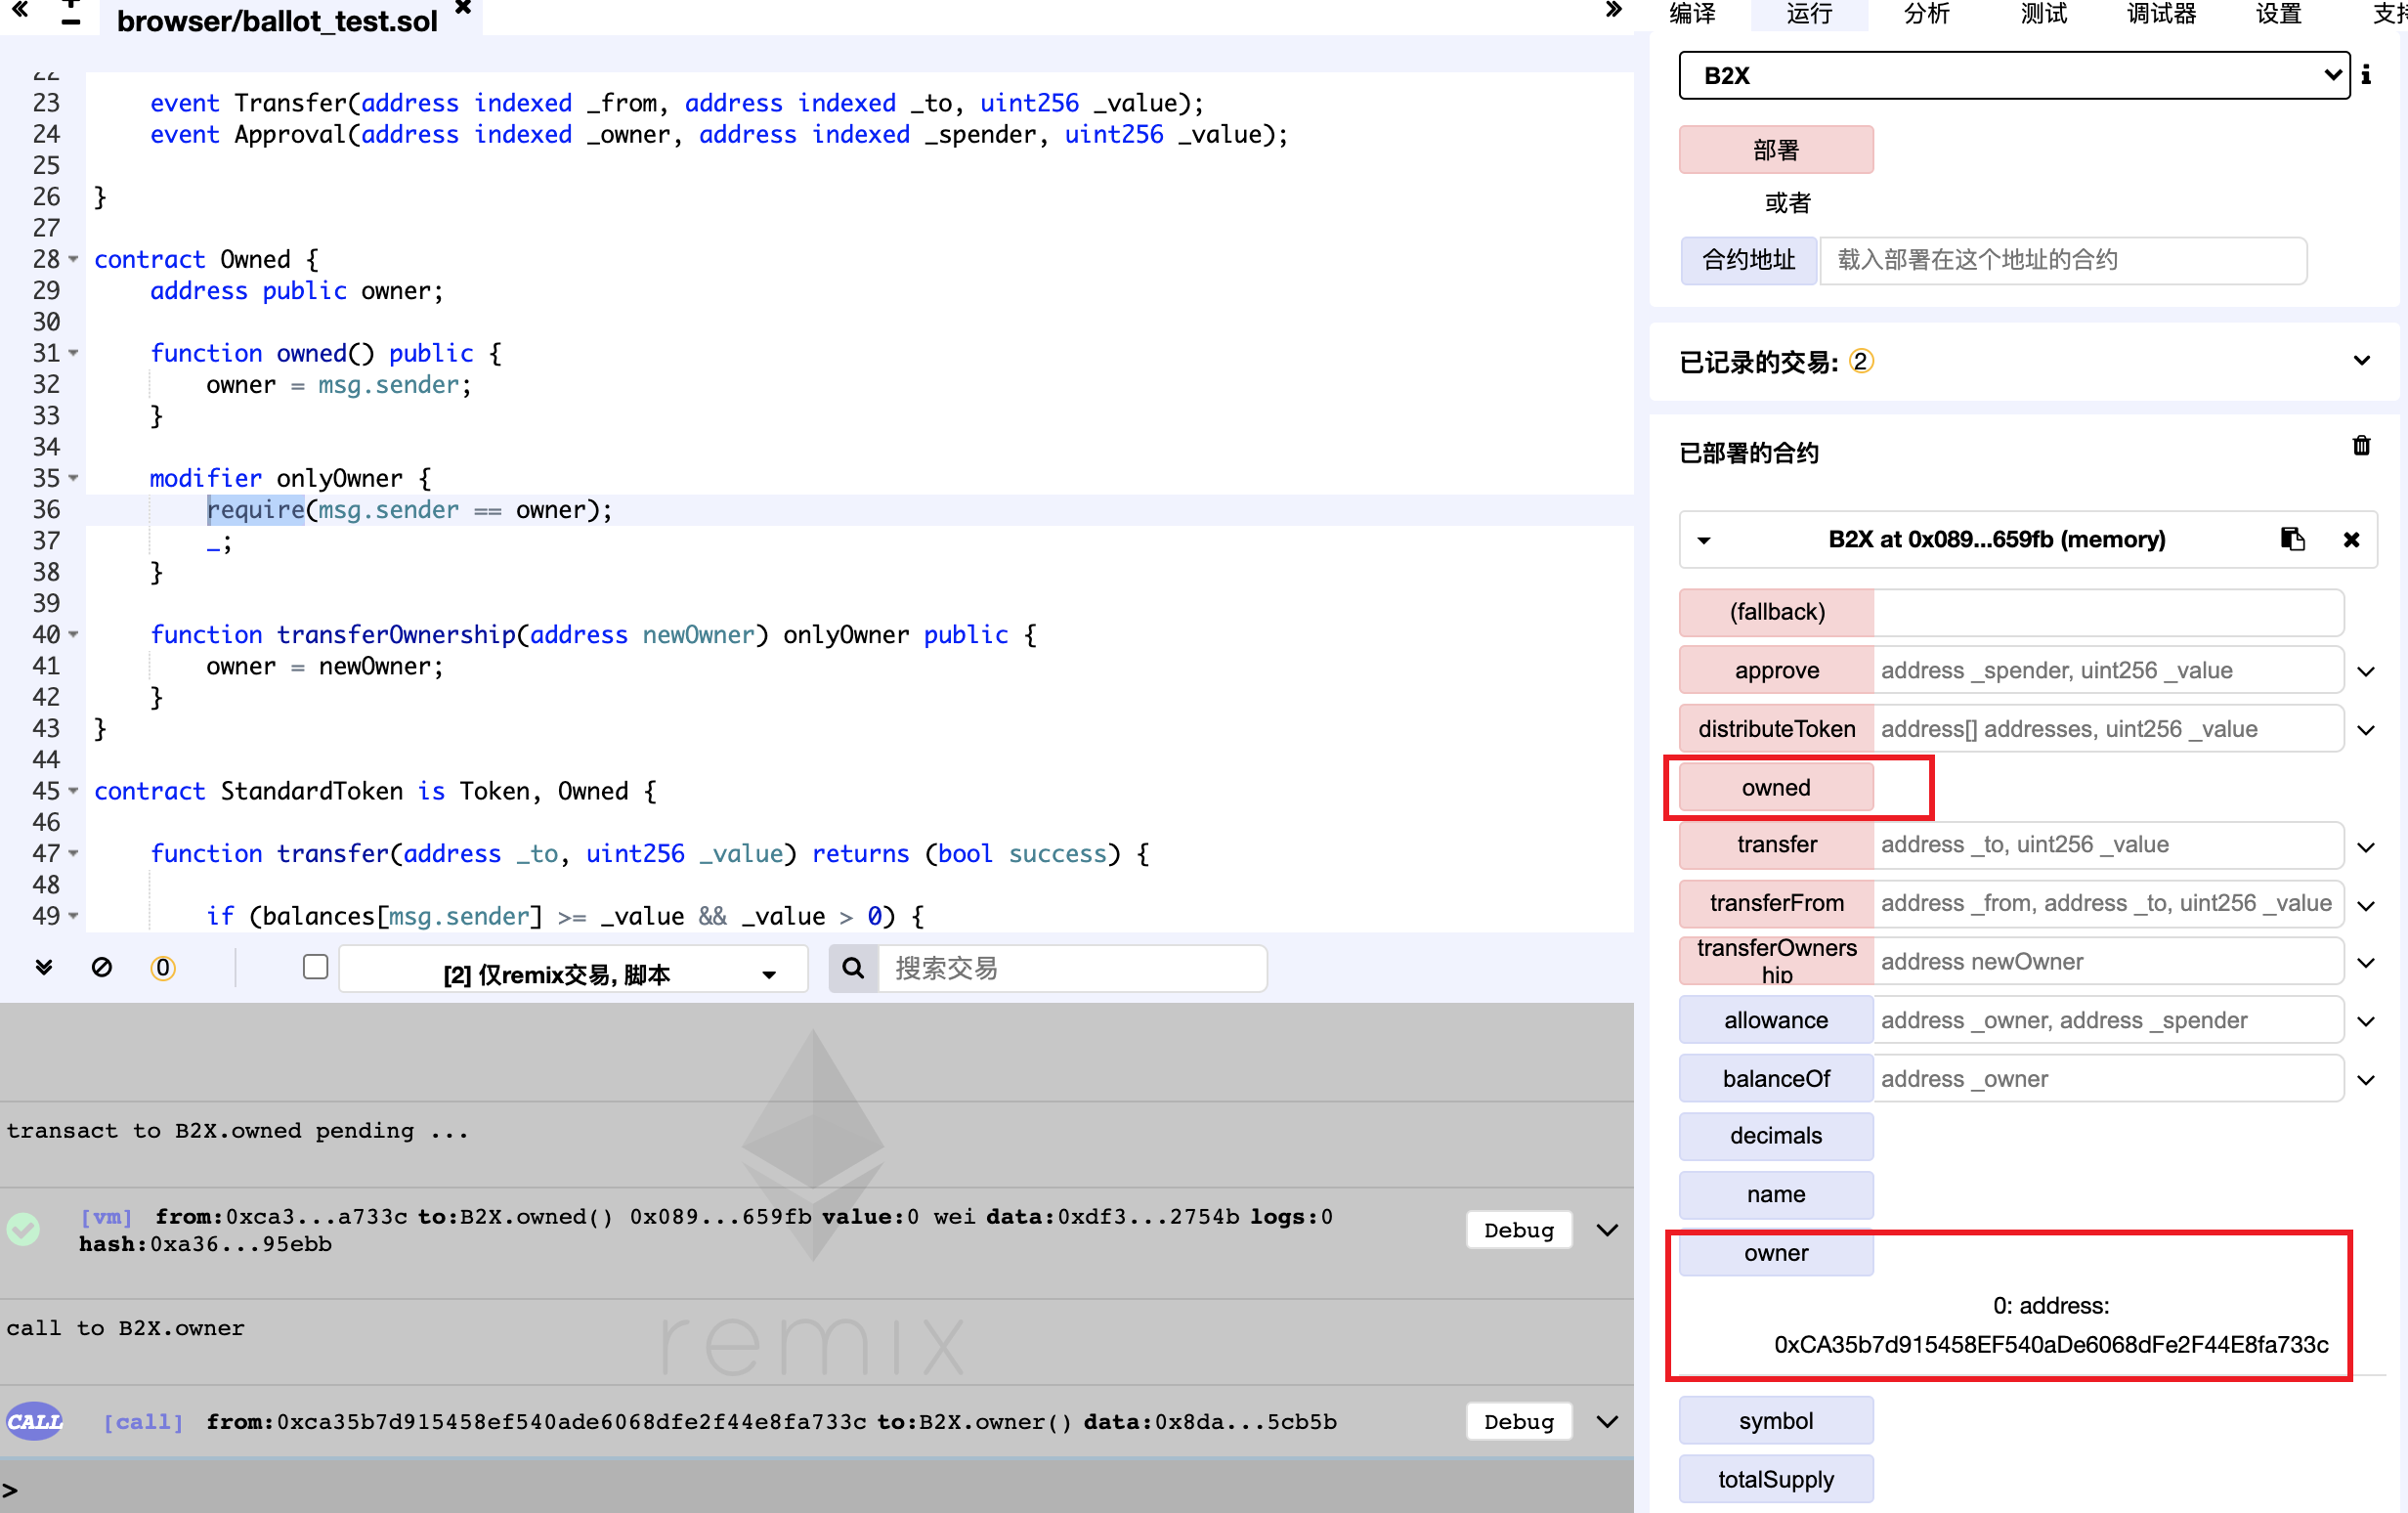 browser/ballot_test.sol
23 event Transfer(address indexed _from, address indexed _to, uint256 _value);
24 event Approval(address indexed _owner, address indexed _spender, uint256 _value);
25
26 }
27
28 contract Owned {
29 address public owner;
30
31 function owned() public {
32 owner = msg.sender;
33 }
34
35 modifier onlyOwner {
36 require(msg.sender == owner);
37 _;
38 }
39
40 function transferOwnership(address newOwner) onlyOwner public {
41 owner = newOwner;
42 }
43 }
44
45 contract StandardToken is Token, Owned {
46
47 function transfer(address _to, uint256 _value) returns (bool success) {
48
49 if (balances[msg.sender] >= _value && _value > 0) {
0
[2] 仅remix交易, 脚本
搜索交易
transact to B2X.owned pending ...
[vm] from:0xca3...a733c to:B2X.owned() 0x089...659fb value:0 wei data:0xdf3...2754b logs:0
hash:0xa36...95ebb
Debug
call to B2X.owner
remix
CALL [call] from:0xca35b7d915458ef540ade6068dfe2f44e8fa733c to:B2X.owner() data:0x8da...5cb5b
Debug
>
编译 运行 分析 测试 调试器 设置
B2X
部署
或者
合约地址 载入部署在这个地址的合约
已记录的交易: 2
已部署的合约
B2X at 0x089...659fb (memory)
(fallback)
approve address _spender, uint256 _value
distributeToken address[] addresses, uint256 _value
owned
transfer address _to, uint256 _value
transferFrom address _from, address _to, uint256 _value
transferOwners
hip address newOwner
allowance address _owner, address _spender
balanceOf address _owner
decimals
name
owner
0: address:
0xCA35b7d915458EF540aDe6068dFe2F44E8fa733c
symbol
totalSupply